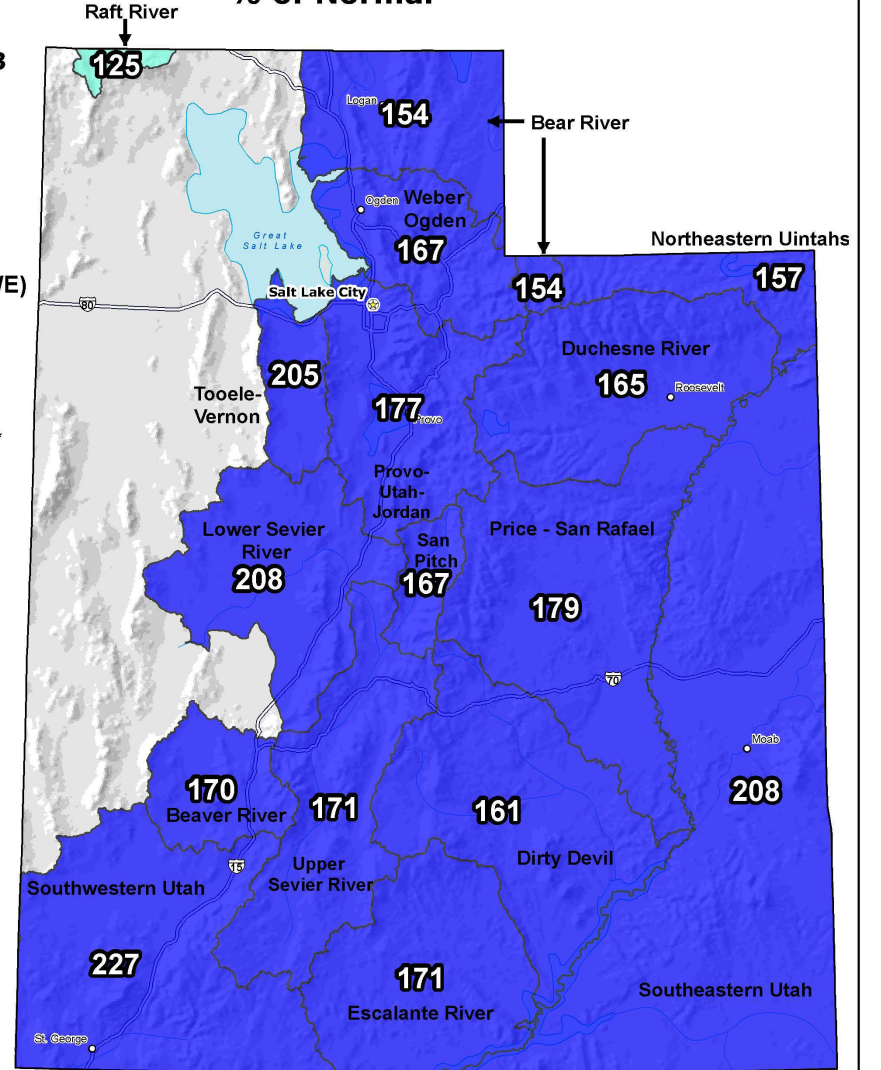 Raft River
125
Logan
154
Bear River
Ogden
Weber
Ogden
167
Great
Salt Lake
Northeastern Uintahs
157
154
Salt Lake City
80
205
Tooele-
Vernon
177
Provo
Provo-
Utah-
Jordan
Duchesne River
165
Roosevelt
Lower Sevier
River
208
San
Pitch
167
Price - San Rafael
179
70
Moab
208
170
Beaver River
171
Upper
Sevier River
161
Dirty Devil
15
Southwestern Utah
227
St. George
171
Escalante River
Southeastern Utah